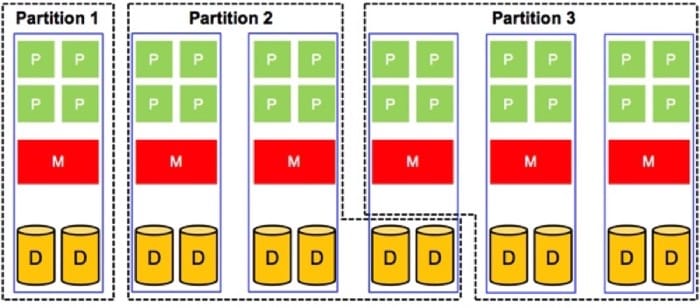 Partition 1 Partition 2 Partition 3
P P P P P P P P P P P P
P P P P P P P P P P P P
M M M M M M
D D D D D D D D D D D D